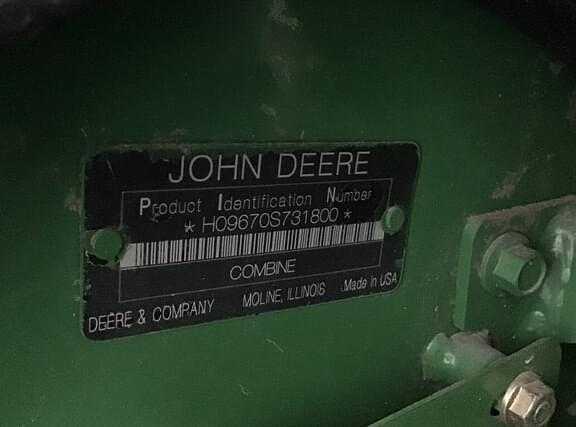 JOHN DEERE
Product Identification Number
* H09670S731800 *
COMBINE
DEERE & COMPANY MOLINE, ILLINOIS Made in USA